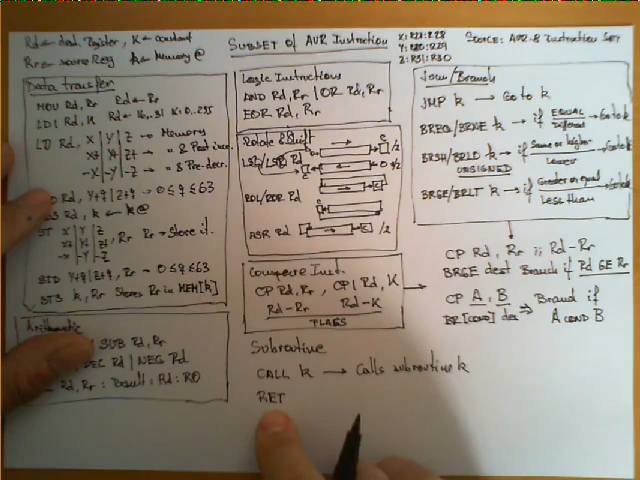 Rd ← dest. Register, K ← constant
Rr ← source Reg k ← Memory @
SUBSET OF AVR Instruction
X: R27:R28
Y: R28:R29
Z: R31:R30
SOURCE: AVR-8 Instruction SET
Data transfer
MOV Rd, Rr Rd ← Rr
LDI Rd, K Rd ← 16..31 K: 0..255
LD Rd, X | Y | Z → Memory
X+ | Y+ | Z+ → " & Post incr.
-X | -Y | -Z → " & Pre-decr.
Rd, Y+q | Z+q → 0 ≤ q ≤ 63
Rd, k ← k@
ST X | Y | Z
X+ | Y+ | Z+, Rr Rr → Store it.
-X | -Y | -Z
STD Y+q | Z+q, Rr → 0 ≤ q ≤ 63
STS k, Rr Stores Rr in MEM[k]
Arithmetic
SUB Rd, Rr
DEC Rd | NEG Rd
Rd, Rr : Result : R1 : R0
Logic Instructions
AND Rd, Rr | OR Rd, Rr
EOR Rd, Rr
Rotate & Shift
LSL/LSR Rd
ROL/ROR Rd
ASR Rd /2
Compare Inst.
CP Rd, Rr , CPI Rd, K
Rd-Rr Rd-K
FLAGS
Subroutine
CALL k → Calls subroutine k
RET
Jump/Branch
JMP k → Go to k
BREQ/BRNE k → if EQUAL → Go to k
Different
BRSH/BRLO k → if Same or higher → Go to k
UNSIGNED Lower
BRGE/BRLT k → if Greater or equal → Go to k
Less than
CP Rd, Rr ;; Rd-Rr
BRGE dest Branch if Rd GE Rr
CP A, B ⇒ Branch if
BR[COND] des A COND B